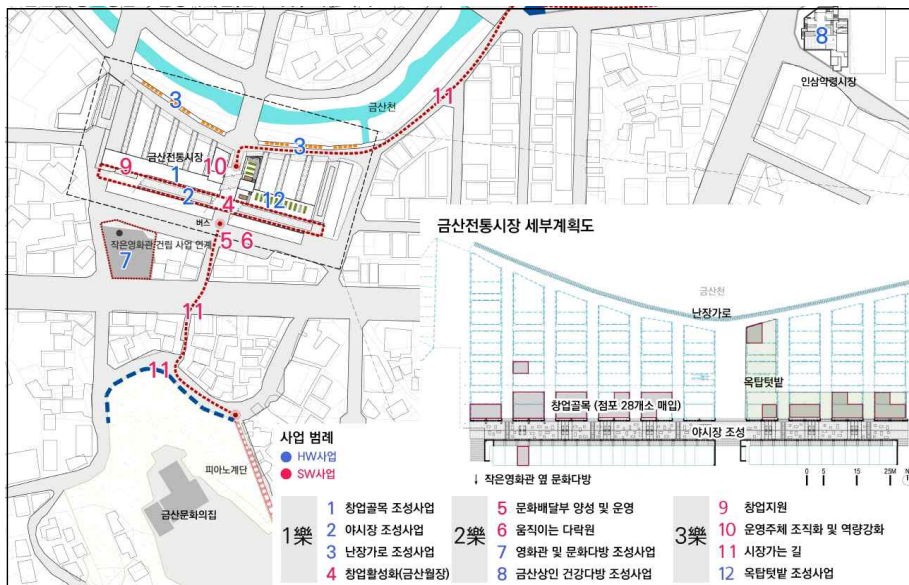 8
인삼약령시장
금산천
11
3
3
금산전통시장
10
9
1
2
12
4
버스
5 6
작은영화관 건립 사업 연계
7
11
11
피아노계단
금산문화의집
금산전통시장 세부계획도
금산천
난장가로
옥탑텃밭
창업골목 (점포 28개소 매입)
야시장 조성
↓ 작은영화관 옆 문화다방
0 5 15 25M N
사업 범례
HW사업
SW사업
1樂
1 창업골목 조성사업
2 야시장 조성사업
3 난장가로 조성사업
4 창업활성화(금산월장)
2樂
5 문화배달부 양성 및 운영
6 움직이는 다락원
7 영화관 및 문화다방 조성사업
8 금산상인 건강다방 조성사업
3樂
9 창업지원
10 운영주체 조직화 및 역량강화
11 시장가는 길
12 옥탑텃밭 조성사업